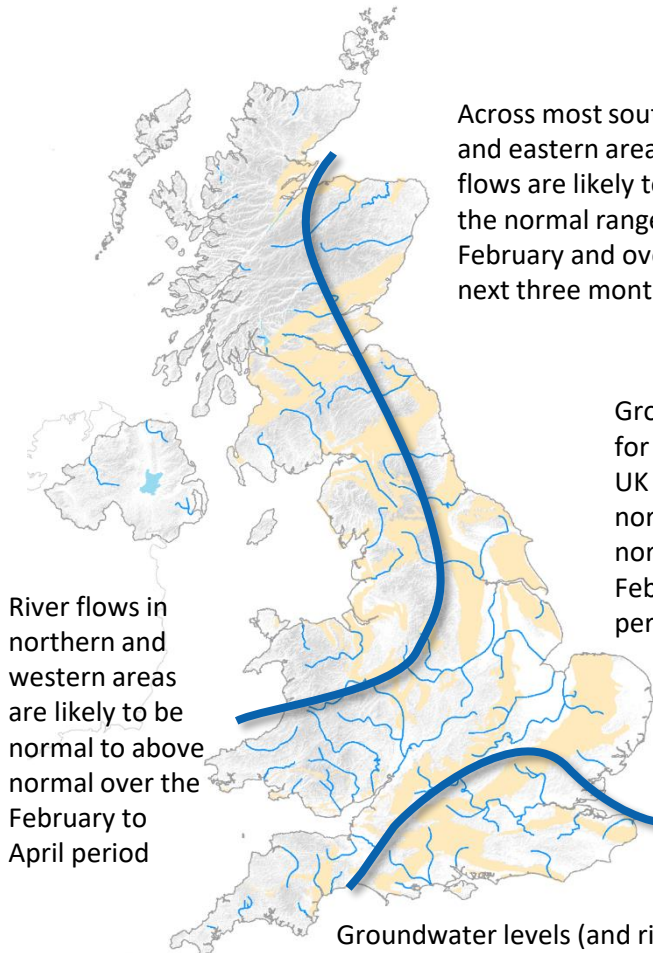 Across most sout
and eastern area
flows are likely to
the normal range
February and ove
next three mont
Gro
for
UK
nor
nor
Feb
per
River flows in
northern and
western areas
are likely to be
normal to above
normal over the
February to
April period
Groundwater levels (and ri